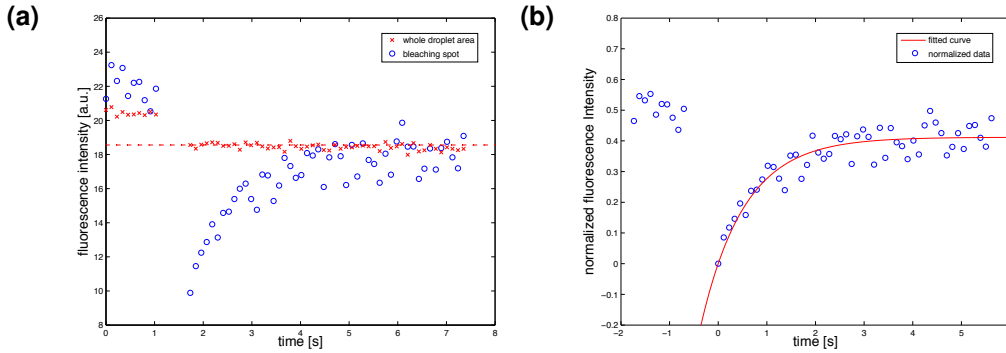 (a)
fluorescence intensity [a.u.]
26
24
22
20
18
16
14
12
10
8
0 1 2 3 4 5 6 7 8
time [s]
whole droplet area
bleaching spot
(b)
normalized fluorescence Intensity
0.8
0.7
0.6
0.5
0.4
0.3
0.2
0.1
0
−0.1
−0.2
−2 −1 0 1 2 3 4 5
time [s]
fitted curve
normalized data